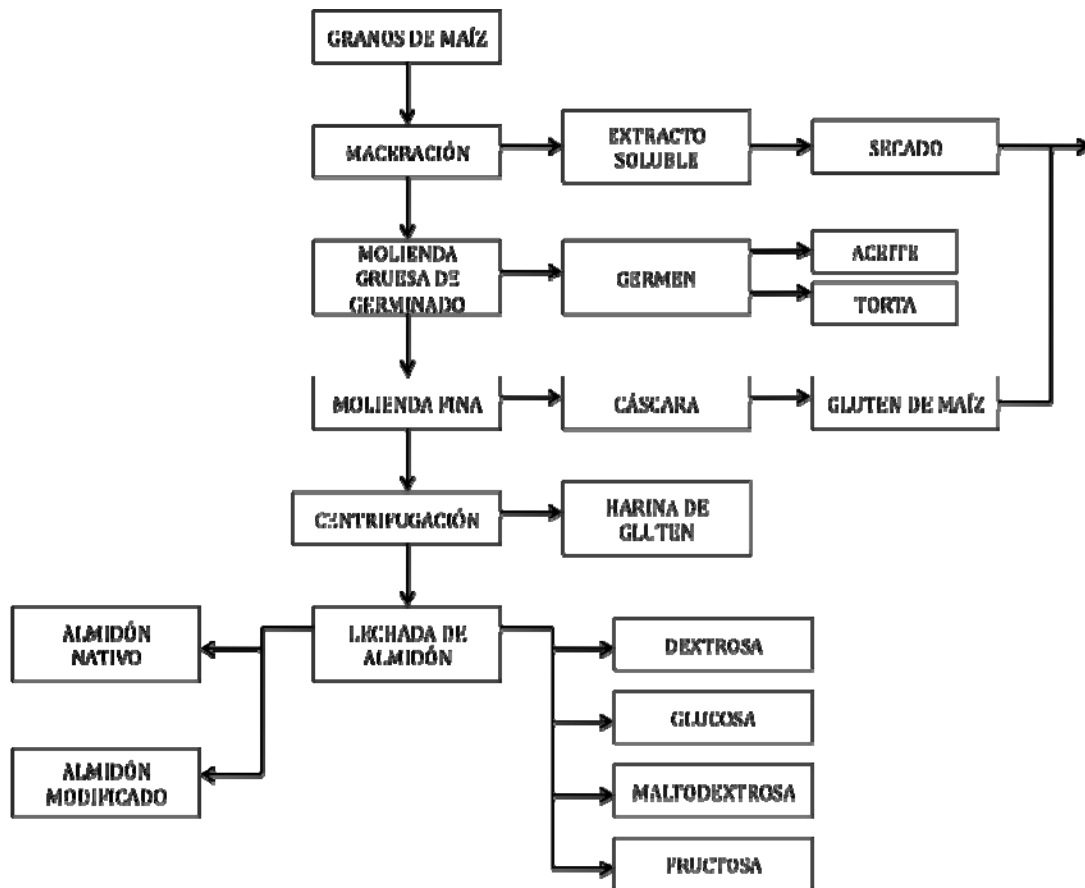 GRANOS DE MAÍZ
MACERACIÓN
EXTRACTO
SOLUBLE
SECADO
MOLIENDA
GRUESA DE
GERMINADO
GERMEN
ACEITE
TORTA
MOLIENDA FINA
CÁSCARA
GLUTEN DE MAÍZ
CENTRIFUGACIÓN
HARINA DE
GLUTEN
LECHADA DE
ALMIDÓN
ALMIDÓN
NATIVO
ALMIDÓN
MODIFICADO
DEXTROSA
GLUCOSA
MALTODEXTROSA
FRUCTOSA